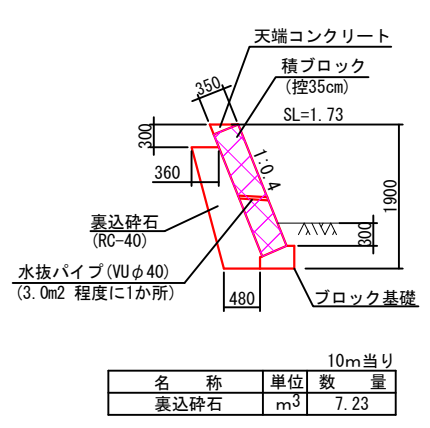 天端コンクリート
積ブロック
(控35cm)
350
SL=1.73
300
1:0.4
360
1900
裏込砕石
(RC-40)
300
水抜パイプ(VUφ40)
(3.0m2 程度に1か所)
480
ブロック基礎
10m当り
名 称 単位 数 量
裏込砕石 m3 7.23